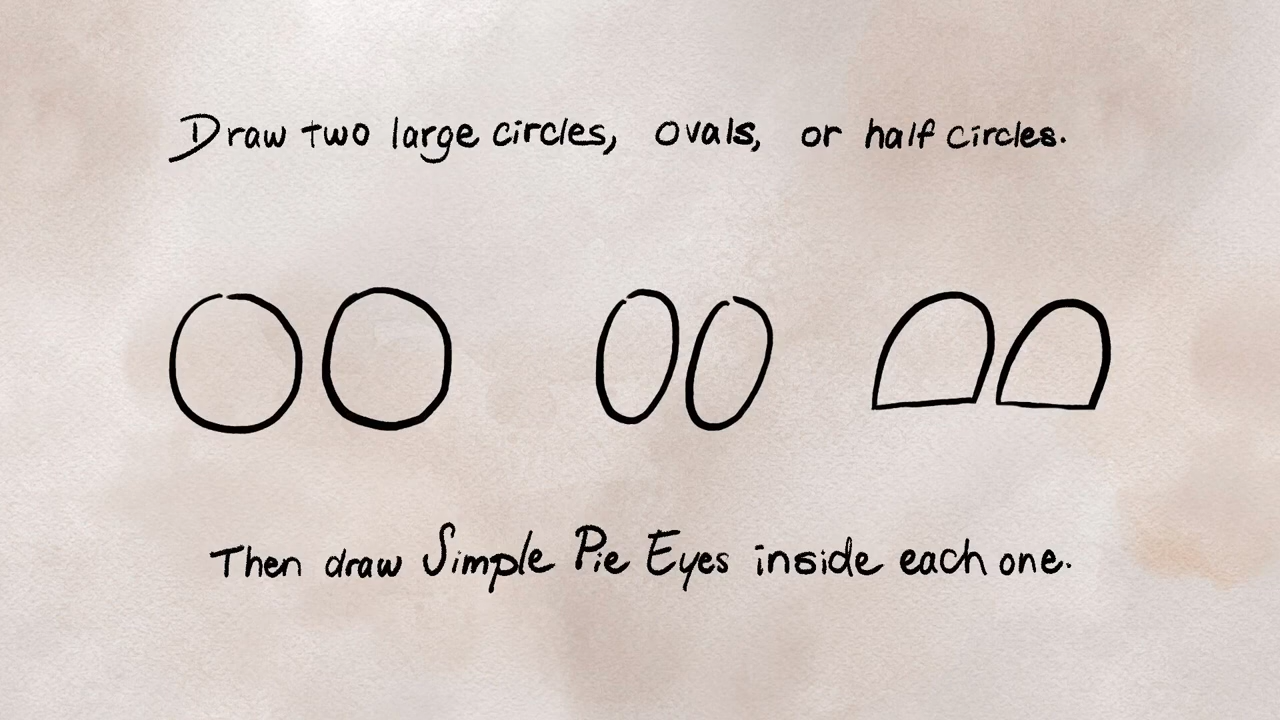 Draw two large circles, ovals, or half circles.
Then draw Simple Pie Eyes inside each one.